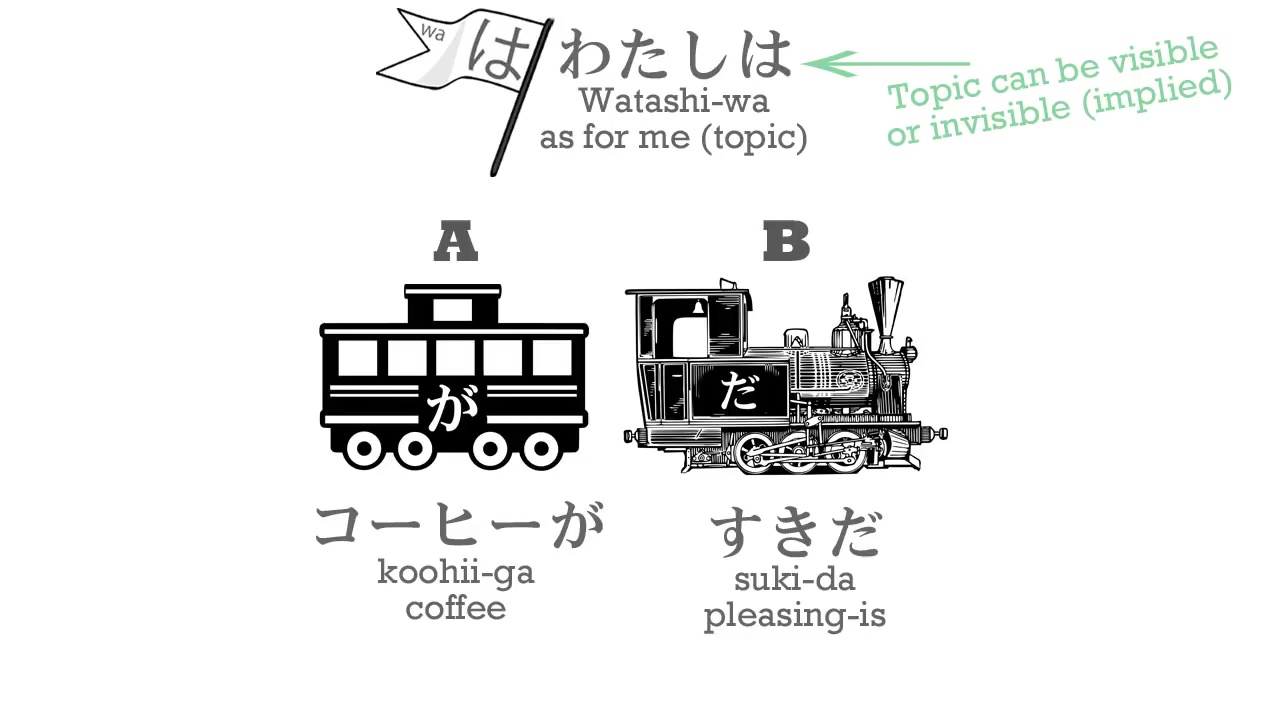 wa
は
わたしは
Watashi-wa
as for me (topic)
Topic can be visible
or invisible (implied)
A
B
が
だ
コーヒーが
koohii-ga
coffee
すきだ
suki-da
pleasing-is